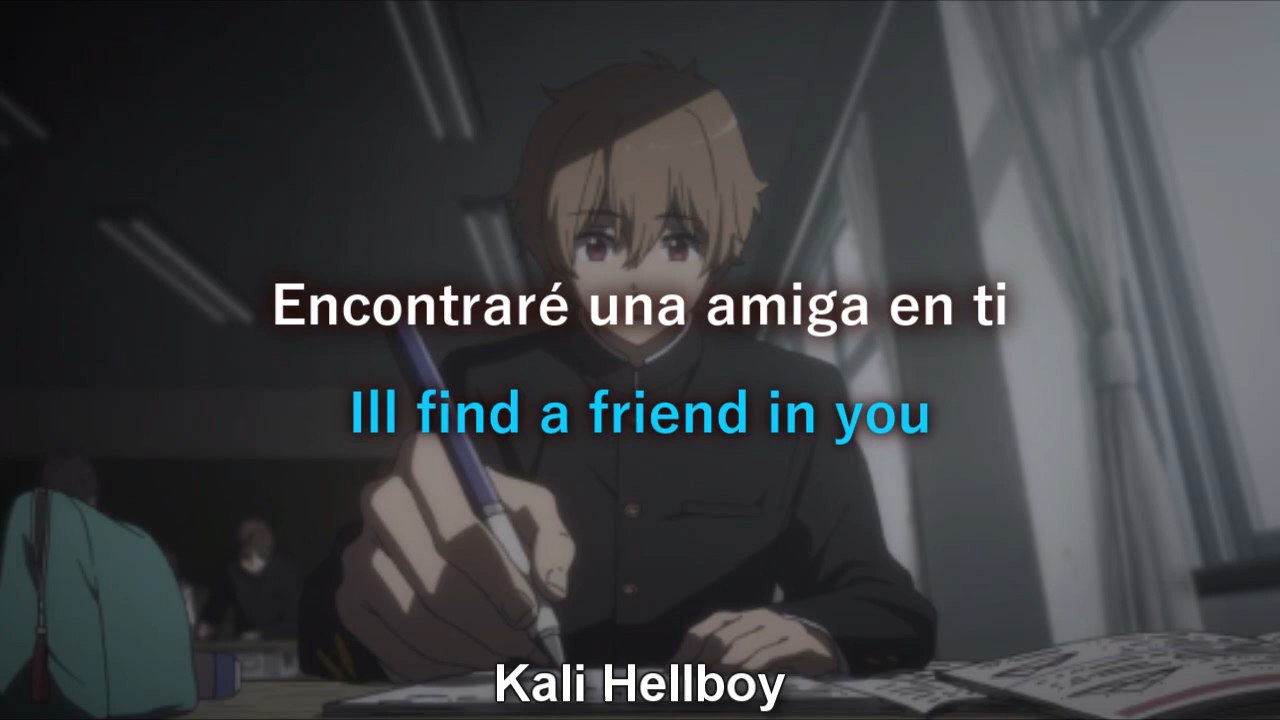 Encontraré una amiga en ti
Ill find a friend in you
Kali Hellboy